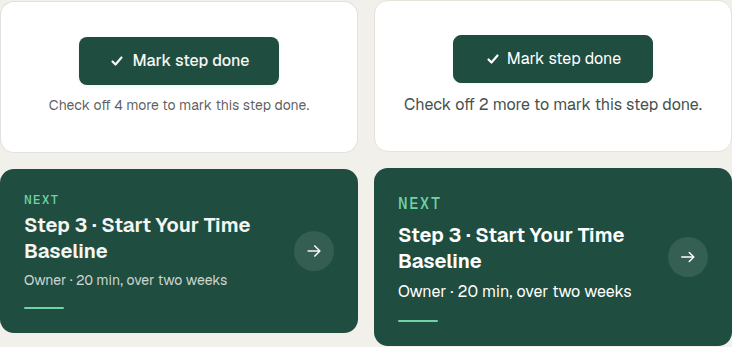 ✓ Mark step done
Check off 4 more to mark this step done.
NEXT
Step 3 · Start Your Time
Baseline
Owner · 20 min, over two weeks
✓ Mark step done
Check off 2 more to mark this step done.
NEXT
Step 3 · Start Your Time
Baseline
Owner · 20 min, over two weeks